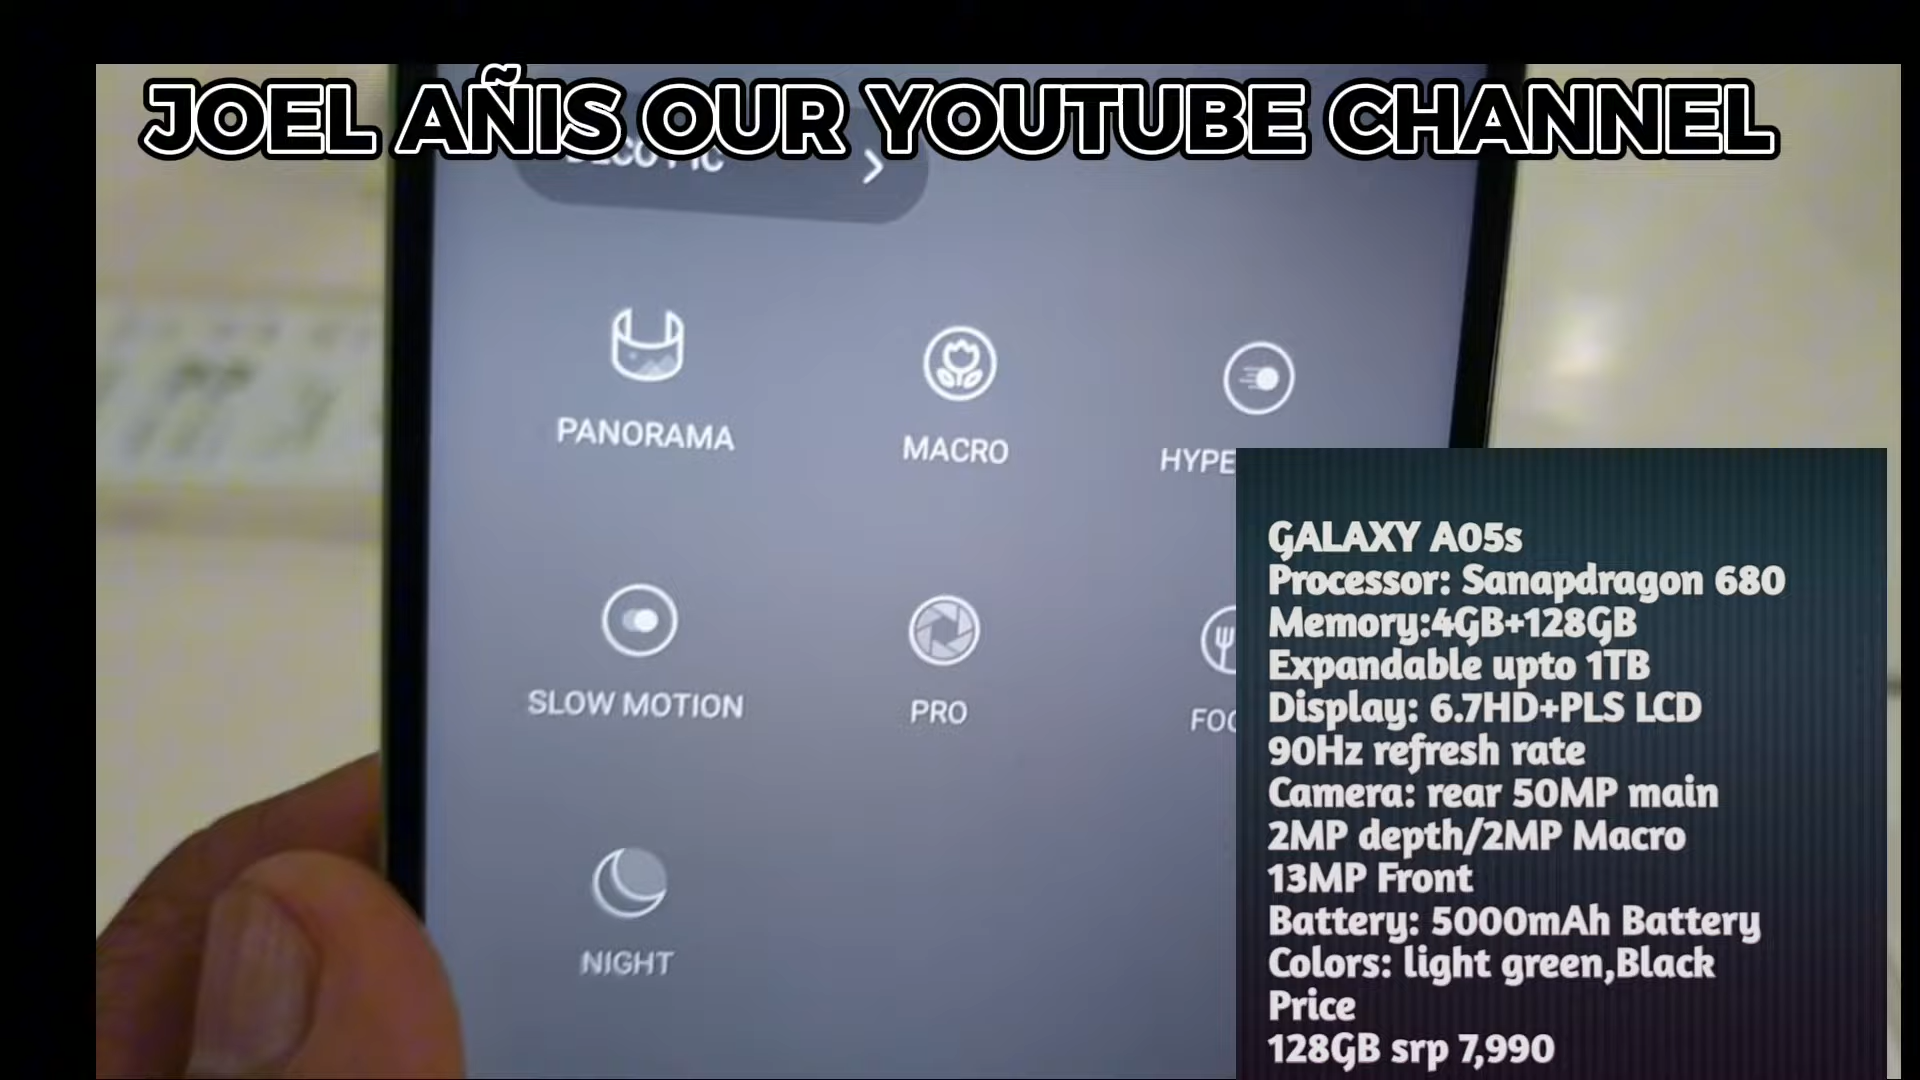 JOEL AÑIS OUR YOUTUBE CHANNEL
PANORAMA
MACRO
HYPE
SLOW MOTION
PRO
FOO
NIGHT
GALAXY A05s
Processor: Sanapdragon 680
Memory:4GB+128GB
Expandable upto 1TB
Display: 6.7HD+PLS LCD
90Hz refresh rate
Camera: rear 50MP main
2MP depth/2MP Macro
13MP Front
Battery: 5000mAh Battery
Colors: light green,Black
Price
128GB srp 7,990